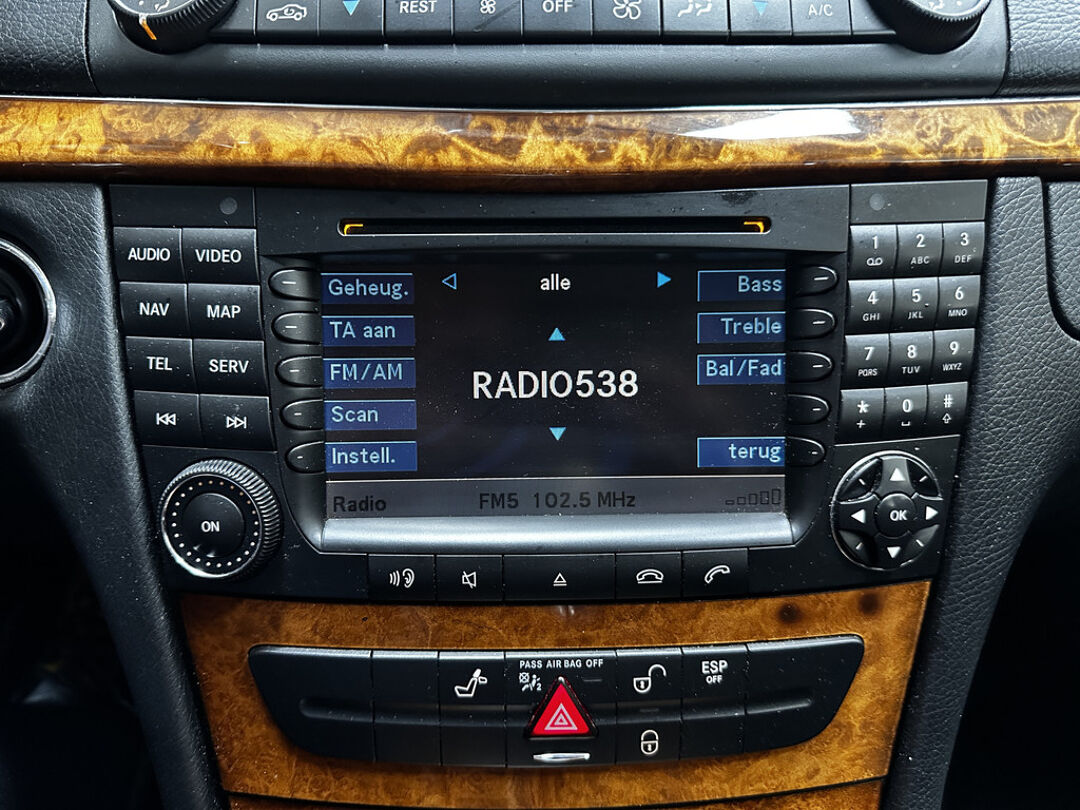 REST OFF A/C
AUDIO VIDEO
NAV MAP
TEL SERV
ON
Geheug. alle Bass
TA aan Treble
FM/AM RADIO538 Bal/Fad
Scan
Instell. terug
Radio FM5 102.5 MHz
1 2 ABC 3 DEF
4 GHI 5 JKL 6 MNO
7 PQRS 8 TUV 9 WXYZ
* + 0 #
OK
PASS AIR BAG OFF
2
ESP
OFF